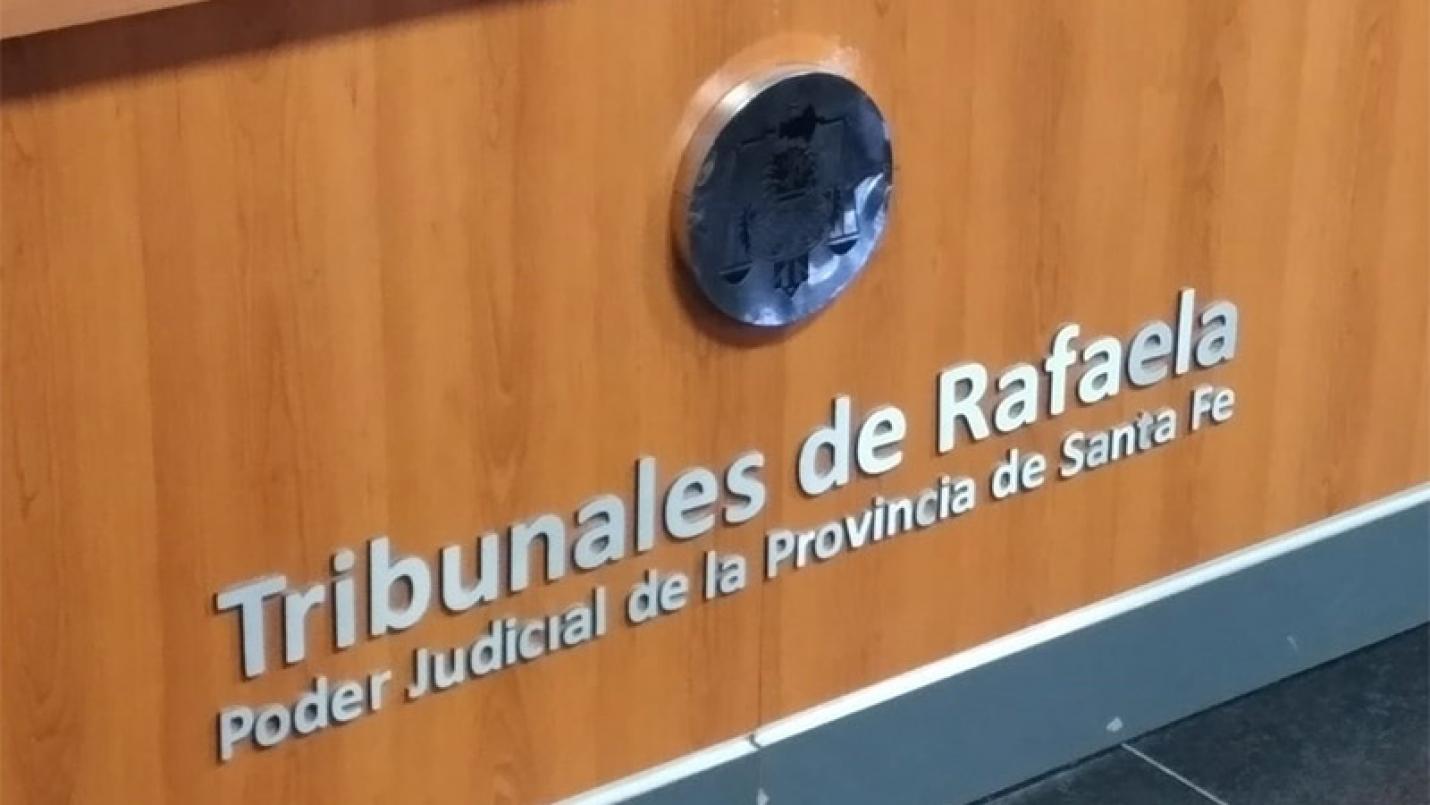 Tribunales de Rafaela
Poder Judicial de la Provincia de Santa Fe